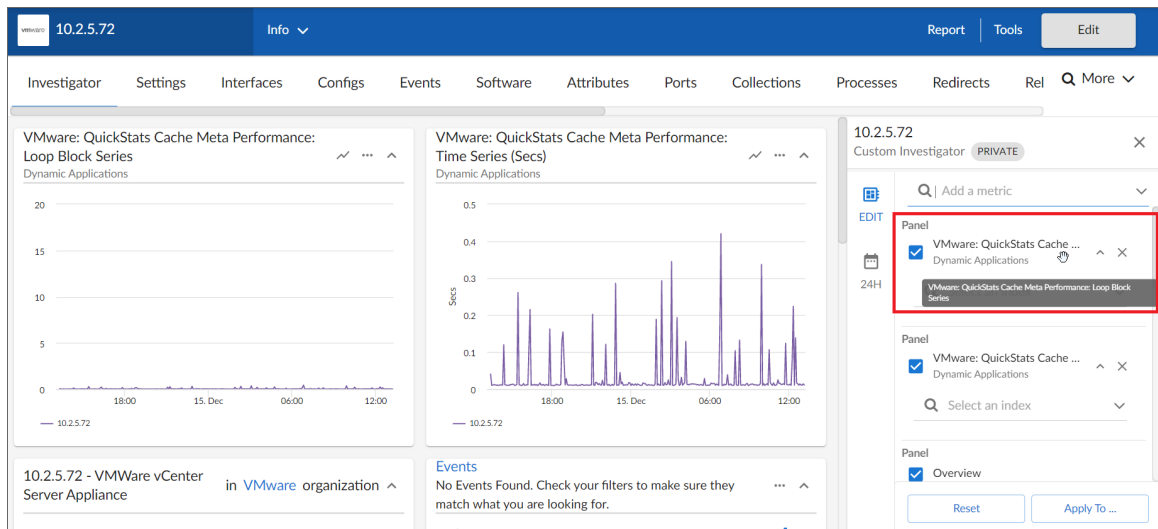 vmware 10.2.5.72
Info
Report
Tools
Edit
Investigator
Settings
Interfaces
Configs
Events
Software
Attributes
Ports
Collections
Processes
Redirects
Rel
More
VMware: QuickStats Cache Meta Performance:
Loop Block Series
Dynamic Applications
20
15
10
5
0
18:00
15. Dec
06:00
12:00
10.2.5.72
VMware: QuickStats Cache Meta Performance:
Time Series (Secs)
Dynamic Applications
Secs
0.5
0.4
0.3
0.2
0.1
0
18:00
15. Dec
06:00
12:00
10.2.5.72
10.2.5.72 - VMWare vCenter
Server Appliance
in VMware organization
Events
No Events Found. Check your filters to make sure they
match what you are looking for.
10.2.5.72
Custom Investigator PRIVATE
EDIT
24H
Add a metric
Panel
VMware: QuickStats Cache ...
Dynamic Applications
VMware: QuickStats Cache Meta Performance: Loop Block
Series
Panel
VMware: QuickStats Cache ...
Dynamic Applications
Select an index
Panel
Overview
Reset
Apply To ...